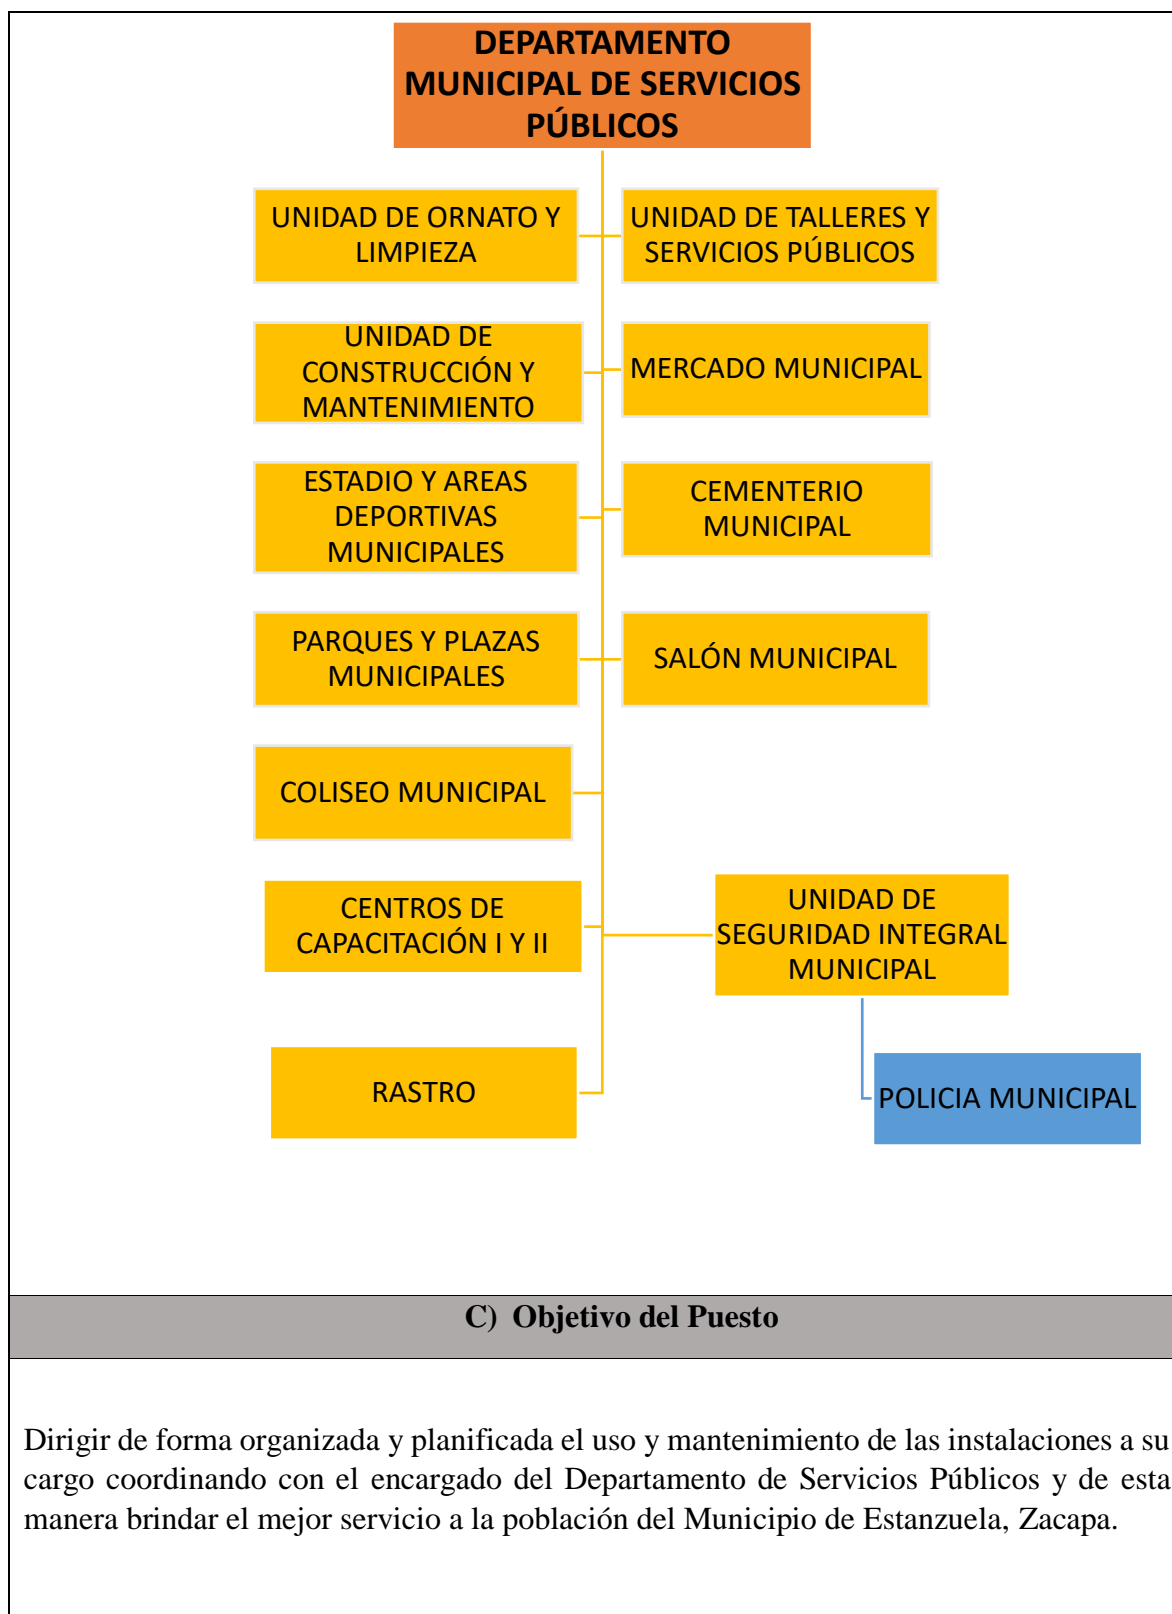 DEPARTAMENTO
MUNICIPAL DE SERVICIOS
PÚBLICOS
UNIDAD DE ORNATO Y
LIMPIEZA
UNIDAD DE TALLERES Y
SERVICIOS PÚBLICOS
UNIDAD DE
CONSTRUCCIÓN Y
MANTENIMIENTO
MERCADO MUNICIPAL
ESTADIO Y AREAS
DEPORTIVAS
MUNICIPALES
CEMENTERIO
MUNICIPAL
PARQUES Y PLAZAS
MUNICIPALES
SALÓN MUNICIPAL
COLISEO MUNICIPAL
CENTROS DE
CAPACITACIÓN I Y II
UNIDAD DE
SEGURIDAD INTEGRAL
MUNICIPAL
RASTRO
POLICIA MUNICIPAL
C) Objetivo del Puesto
Dirigir de forma organizada y planificada el uso y mantenimiento de las instalaciones a su
cargo coordinando con el encargado del Departamento de Servicios Públicos y de esta
manera brindar el mejor servicio a la población del Municipio de Estanzuela, Zacapa.